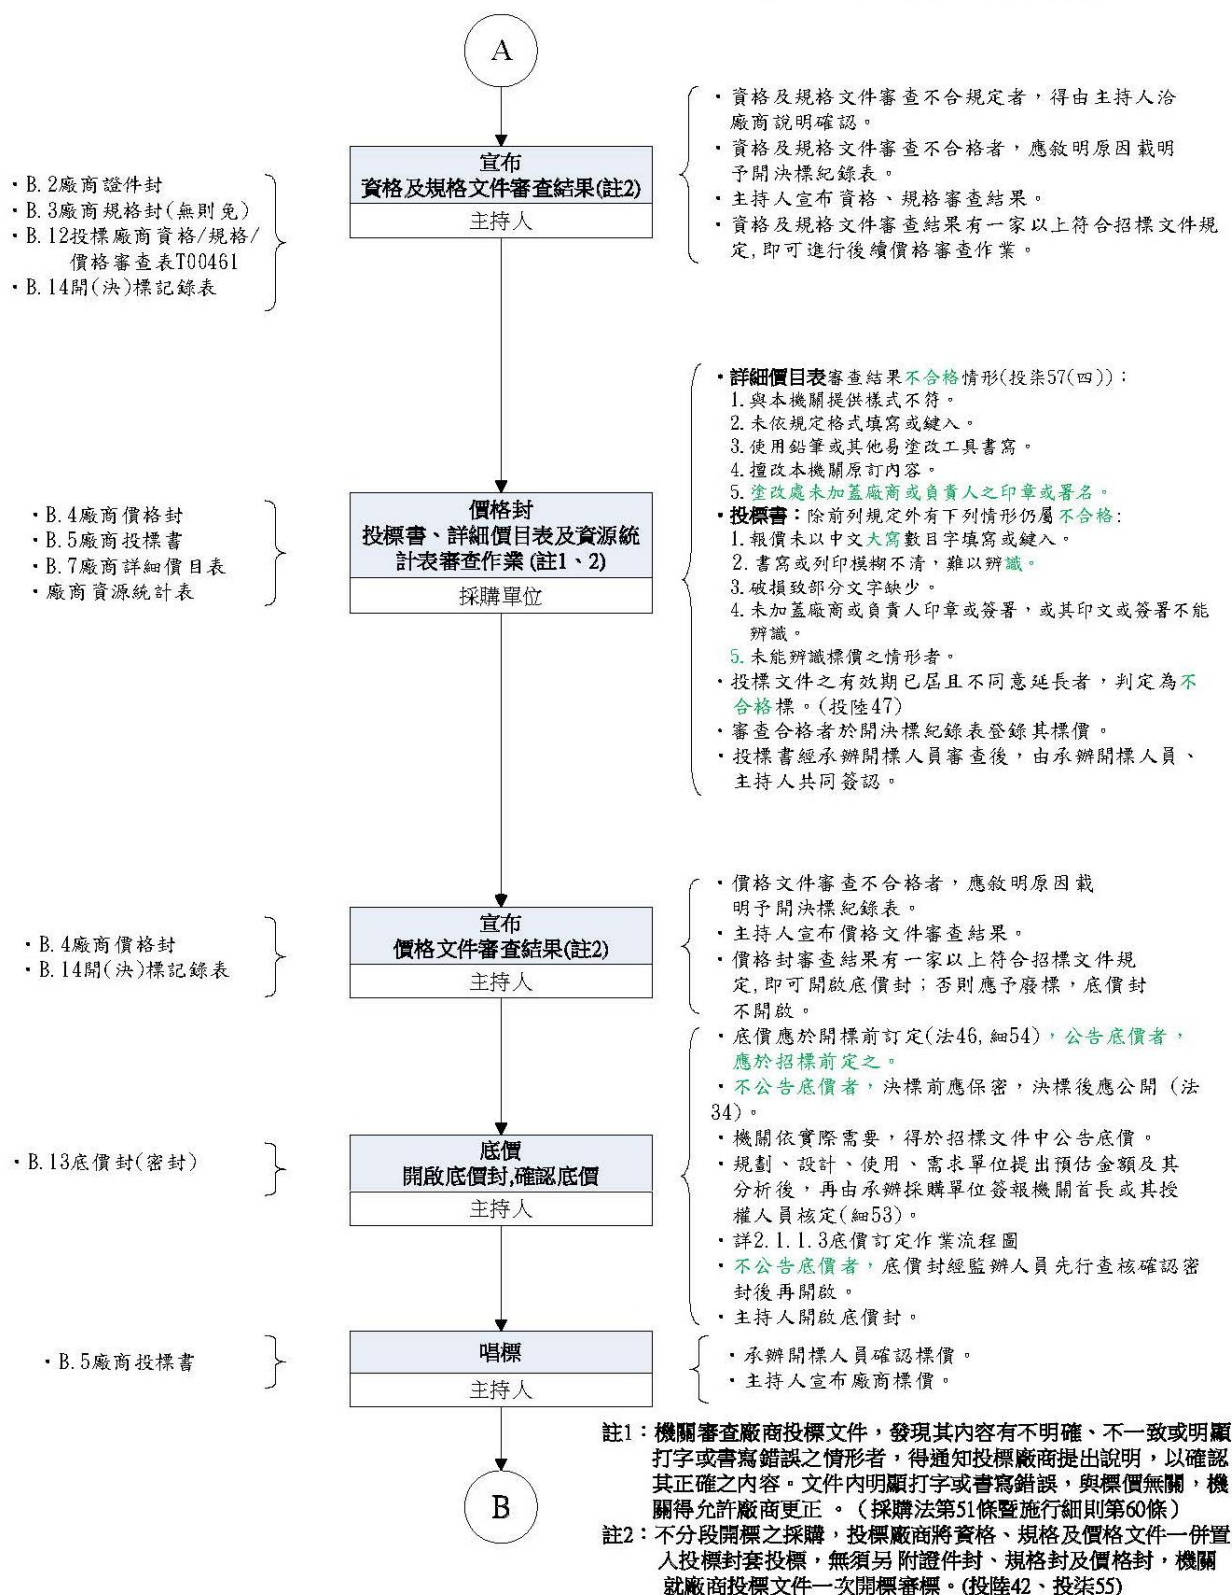 A
宣布
資格及規格文件審查結果(註2)
主持人
・B.2廠商證件封
・B.3廠商規格封(無則免)
・B.12投標廠商資格/規格/
價格審查表T00461
・B.14開(決)標記錄表
・資格及規格文件審查不合規定者，得由主持人洽
廠商說明確認。
・資格及規格文件審查不合格者，應敘明原因載明
予開決標紀錄表。
・主持人宣布資格、規格審查結果。
・資格及規格文件審查結果有一家以上符合招標文件規
定,即可進行後續價格審查作業。
・B.4廠商價格封
・B.5廠商投標書
・B.7廠商詳細價目表
・廠商資源統計表
價格封
投標書、詳細價目表及資源統
計表審查作業(註1、2)
採購單位
・詳細價目表審查結果不合格情形(投柒57(四))：
1.與本機關提供樣式不符。
2.未依規定格式填寫或鍵入。
3.使用鉛筆或其他易塗改工具書寫。
4.擅改本機關原訂內容。
5.塗改處未加蓋廠商或負責人之印章或署名。
・投標書：除前列規定外有下列情形仍屬不合格:
1.報價未以中文大寫數目字填寫或鍵入。
2.書寫或列印模糊不清，難以辨識。
3.破損致部分文字缺少。
4.未加蓋廠商或負責人印章或簽署，或其印文或簽署不能
辨識。
5.未能辨識標價之情形者。
・投標文件之有效期已屆且不同意延長者，判定為不
合格標。(投陸47)
・審查合格者於開決標紀錄表登錄其標價。
・投標書經承辦開標人員審查後，由承辦開標人員、
主持人共同簽認。
・B.4廠商價格封
・B.14開(決)標記錄表
宣布
價格文件審查結果(註2)
主持人
・價格文件審查不合格者，應敘明原因載
明予開決標紀錄表。
・主持人宣布價格文件審查結果。
・價格封審查結果有一家以上符合招標文件規
定,即可開啟底價封；否則應予廢標，底價封
不開啟。
・B.13底價封(密封)
底價
開啟底價封,確認底價
主持人
・底價應於開標前訂定(法46,細54)，公告底價者，
應於招標前定之。
・不公告底價者，決標前應保密，決標後應公開 (法
34)。
・機關依實際需要，得於招標文件中公告底價。
・規劃、設計、使用、需求單位提出預估金額及其
分析後，再由承辦採購單位簽報機關首長或其授
權人員核定(細53)。
・詳2.1.1.3底價訂定作業流程圖
・不公告底價者，底價封經監辦人員先行查核確認密
封後再開啟。
・主持人開啟底價封。
・B.5廠商投標書
唱標
主持人
・承辦開標人員確認標價。
・主持人宣布廠商標價。
B
註1：機關審查廠商投標文件，發現其內容有不明確、不一致或明顯
打字或書寫錯誤之情形者，得通知投標廠商提出說明，以確認
其正確之內容。文件內明顯打字或書寫錯誤，與標價無關，機
關得允許廠商更正 。（採購法第51條暨施行細則第60條）
註2：不分段開標之採購，投標廠商將資格、規格及價格文件一併置
入投標封套投標，無須另 附證件封、規格封及價格封，機關
就廠商投標文件一次開標審標。(投陸42、投柒55)